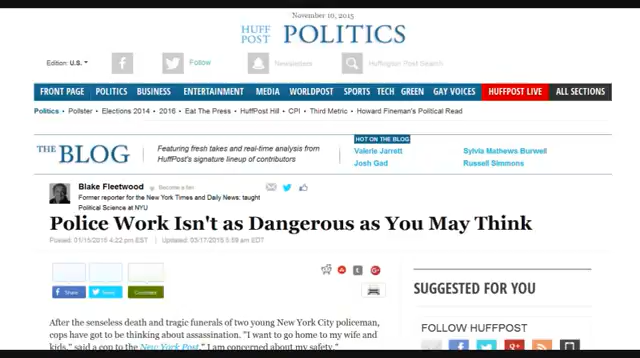 November 10, 2015
HUFF POST POLITICS
Edition: U.S.
Follow
Newsletters
Huffington Post Search
FRONT PAGE POLITICS BUSINESS ENTERTAINMENT MEDIA WORLDPOST SPORTS TECH GREEN GAY VOICES HUFFPOST LIVE ALL SECTIONS
Politics • Pollster • Elections 2014 • 2016 • Eat The Press • HuffPost Hill • CPI • Third Metric • Howard Fineman's Political Read
THE BLOG
Featuring fresh takes and real-time analysis from
HuffPost's signature lineup of contributors
HOT ON THE BLOG
Valerie Jarrett Sylvia Mathews Burwell
Josh Gad Russell Simmons
Blake Fleetwood Become a fan
Former reporter for the New York Times and Daily News: taught
Political Science at NYU
Police Work Isn't as Dangerous as You May Think
Posted: 01/15/2015 4:22 pm EST | Updated: 03/17/2015 5:59 am EDT
Share
Tweet
Comment
SUGGESTED FOR YOU
After the senseless death and tragic funerals of two young New York City policeman,
cops have got to be thinking about assassination. "I want to go home to my wife and
kids," said a cop to the New York Post." I am concerned about my safety."
FOLLOW HUFFPOST